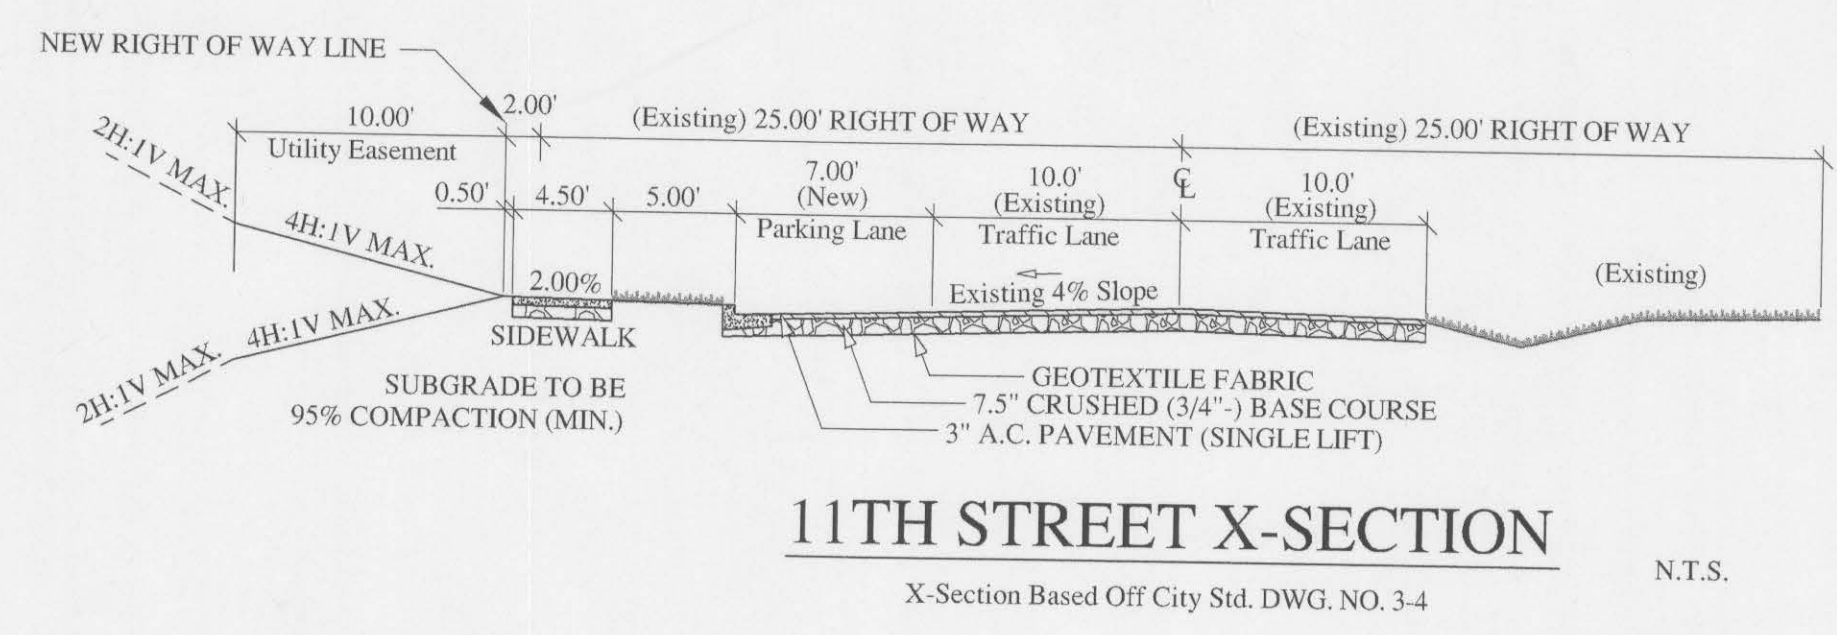 NEW RIGHT OF WAY LINE
10.00'
2.00'
(Existing) 25.00' RIGHT OF WAY
(Existing) 25.00' RIGHT OF WAY
2H:1V MAX.
Utility Easement
0.50'
4.50'
5.00'
7.00'
(New)
Parking Lane
10.0'
(Existing)
Traffic Lane
CL
10.0'
(Existing)
Traffic Lane
4H:1V MAX.
2.00%
Existing 4% Slope
(Existing)
4H:1V MAX.
SIDEWALK
2H:1V MAX.
SUBGRADE TO BE
95% COMPACTION (MIN.)
GEOTEXTILE FABRIC
7.5" CRUSHED (3/4"-) BASE COURSE
3" A.C. PAVEMENT (SINGLE LIFT)
11TH STREET X-SECTION
N.T.S.
X-Section Based Off City Std. DWG. NO. 3-4